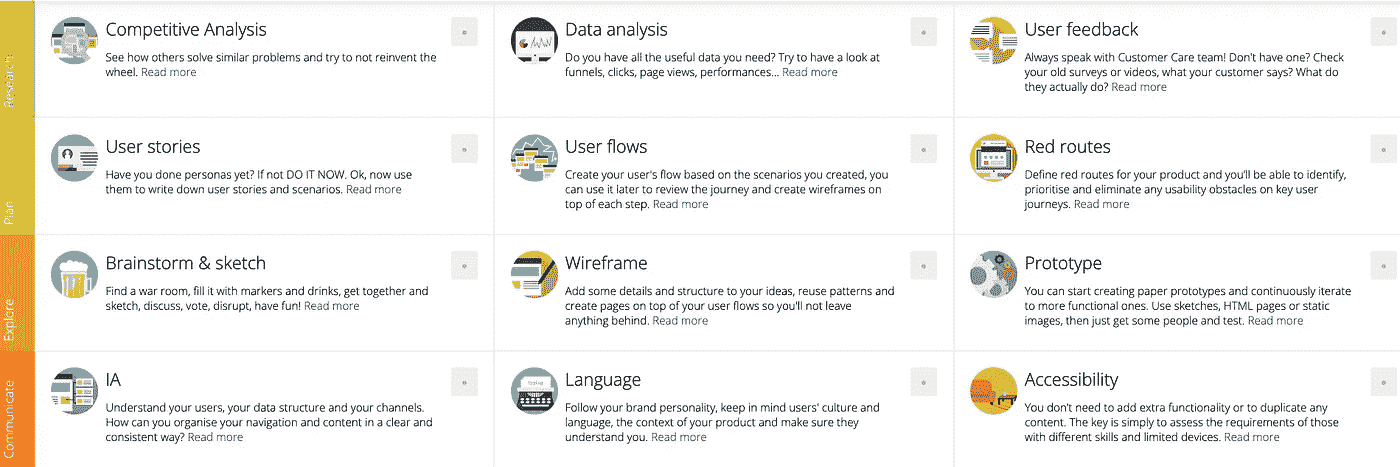 Research
Competitive Analysis
See how others solve similar problems and try to not reinvent the
wheel. Read more
Data analysis
Do you have all the useful data you need? Try to have a look at
funnels, clicks, page views, performances... Read more
User feedback
Always speak with Customer Care team! Don't have one? Check
your old surveys or videos, what your customer says? What do
they actually do? Read more
Plan
User stories
Have you done personas yet? If not DO IT NOW. Ok, now use
them to write down user stories and scenarios. Read more
User flows
Create your user's flow based on the scenarios you created, you
can use it later to review the journey and create wireframes on
top of each step. Read more
Red routes
Define red routes for your product and you'll be able to identify,
prioritise and eliminate any usability obstacles on key user
journeys. Read more
Explore
Brainstorm & sketch
Find a war room, fill it with markers and drinks, get together and
sketch, discuss, vote, disrupt, have fun! Read more
Wireframe
Add some details and structure to your ideas, reuse patterns and
create pages on top of your user flows so you'll not leave
anything behind. Read more
Prototype
You can start creating paper prototypes and continuously iterate
to more functional ones. Use sketches, HTML pages or static
images, then just get some people and test. Read more
Communicate
IA
Understand your users, your data structure and your channels.
How can you organise your navigation and content in a clear and
consistent way? Read more
Language
Follow your brand personality, keep in mind users' culture and
language, the context of your product and make sure they
understand you. Read more
Accessibility
You don't need to add extra functionality or to duplicate any
content. The key is simply to assess the requirements of those
with different skills and limited devices. Read more